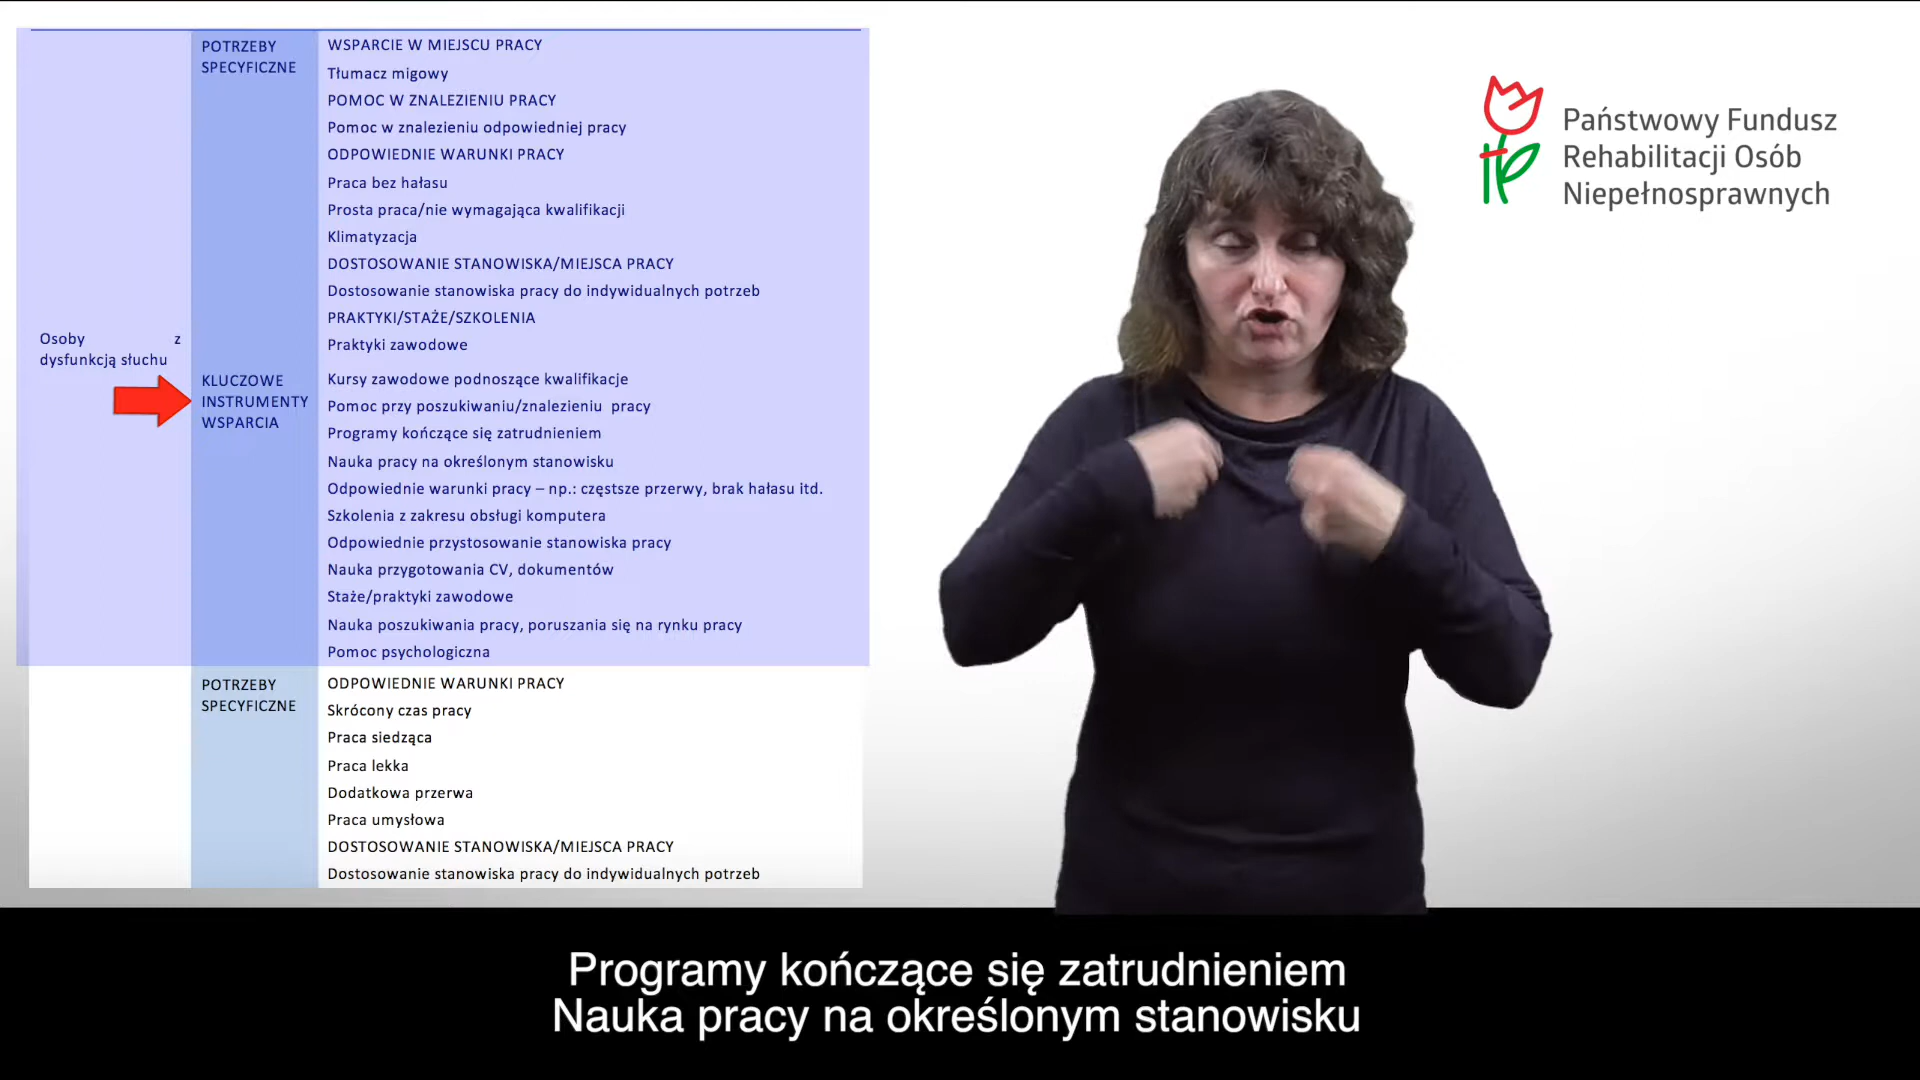 POTRZEBY
SPECYFICZNE
WSPARCIE W MIEJSCU PRACY
Tłumacz migowy
POMOC W ZNALEZIENIU PRACY
Pomoc w znalezieniu odpowiedniej pracy
ODPOWIEDNIE WARUNKI PRACY
Praca bez hałasu
Prosta praca/nie wymagająca kwalifikacji
Klimatyzacja
DOSTOSOWANIE STANOWISKA/MIEJSCA PRACY
Dostosowanie stanowiska pracy do indywidualnych potrzeb
PRAKTYKI/STAŻE/SZKOLENIA
Praktyki zawodowe
Osoby z
dysfunkcją słuchu
KLUCZOWE
INSTRUMENTY
WSPARCIA
Kursy zawodowe podnoszące kwalifikacje
Pomoc przy poszukiwaniu/znalezieniu pracy
Programy kończące się zatrudnieniem
Nauka pracy na określonym stanowisku
Odpowiednie warunki pracy – np.: częstsze przerwy, brak hałasu itd.
Szkolenia z zakresu obsługi komputera
Odpowiednie przystosowanie stanowiska pracy
Nauka przygotowania CV, dokumentów
Staże/praktyki zawodowe
Nauka poszukiwania pracy, poruszania się na rynku pracy
Pomoc psychologiczna
POTRZEBY
SPECYFICZNE
ODPOWIEDNIE WARUNKI PRACY
Skrócony czas pracy
Praca siedząca
Praca lekka
Dodatkowa przerwa
Praca umysłowa
DOSTOSOWANIE STANOWISKA/MIEJSCA PRACY
Dostosowanie stanowiska pracy do indywidualnych potrzeb
Państwowy Fundusz
Rehabilitacji Osób
Niepełnosprawnych
Programy kończące się zatrudnieniem
Nauka pracy na określonym stanowisku